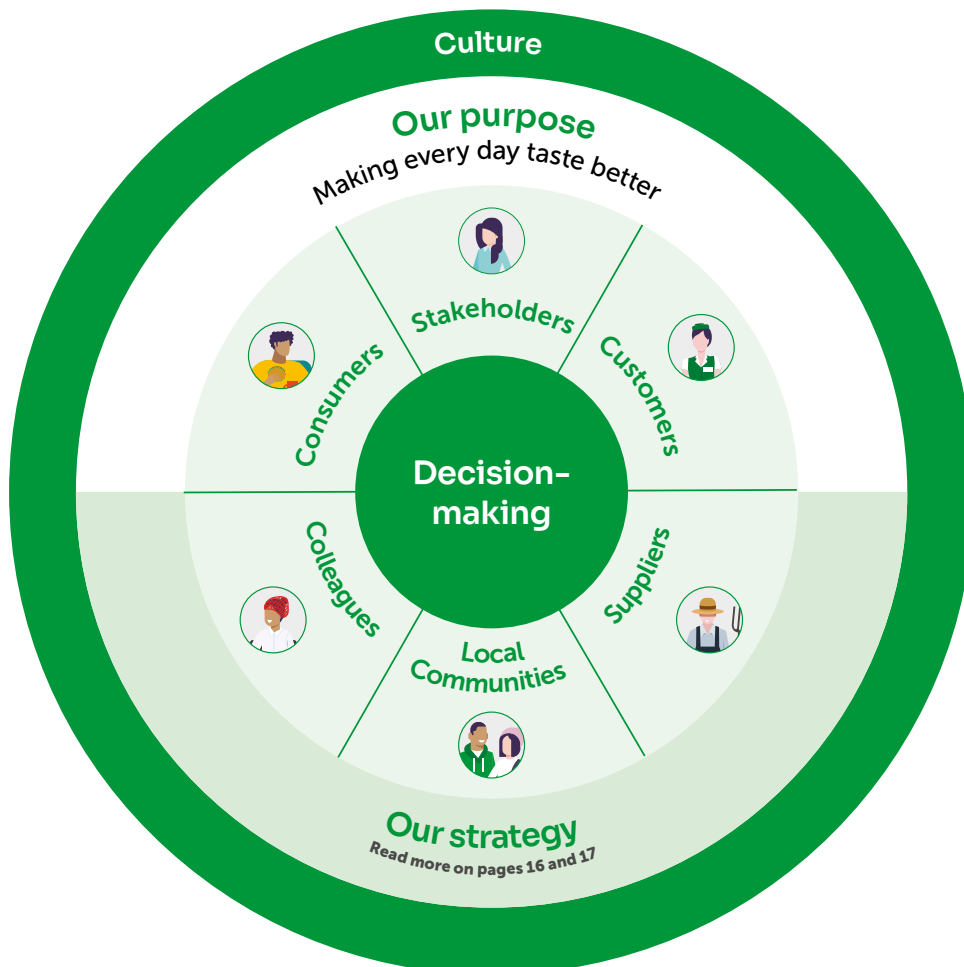 Culture
Our purpose
Making every day taste better
Stakeholders
Consumers
Customers
Decision-
making
Colleagues
Suppliers
Local
Communities
Our strategy
Read more on pages 16 and 17